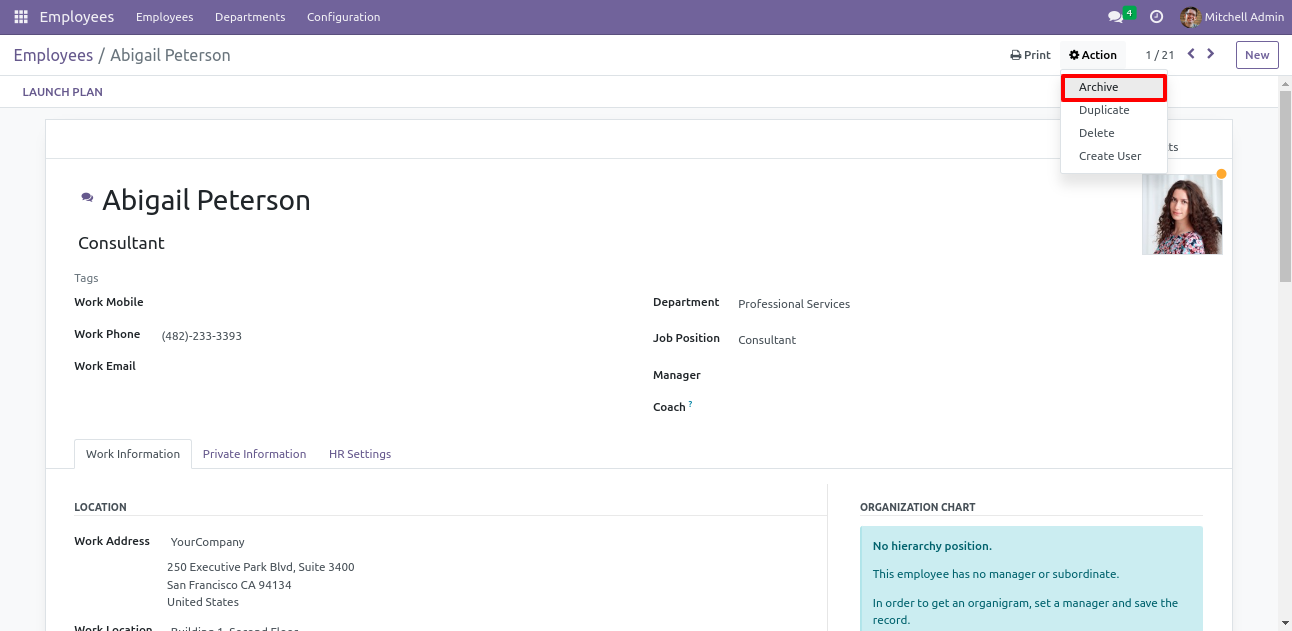 Employees Employees Departments Configuration 4 Mitchell Admin
Employees / Abigail Peterson Print Action 1 / 21 New
LAUNCH PLAN
Archive
Duplicate
Delete
Create User
ts
Abigail Peterson
Consultant
Tags
Work Mobile
Work Phone (482)-233-3393
Work Email
Department Professional Services
Job Position Consultant
Manager
Coach ?
Work Information Private Information HR Settings
LOCATION
Work Address YourCompany
250 Executive Park Blvd, Suite 3400
San Francisco CA 94134
United States
Work Location Building 1, Second Floor
ORGANIZATION CHART
No hierarchy position.
This employee has no manager or subordinate.
In order to get an organigram, set a manager and save the
record.